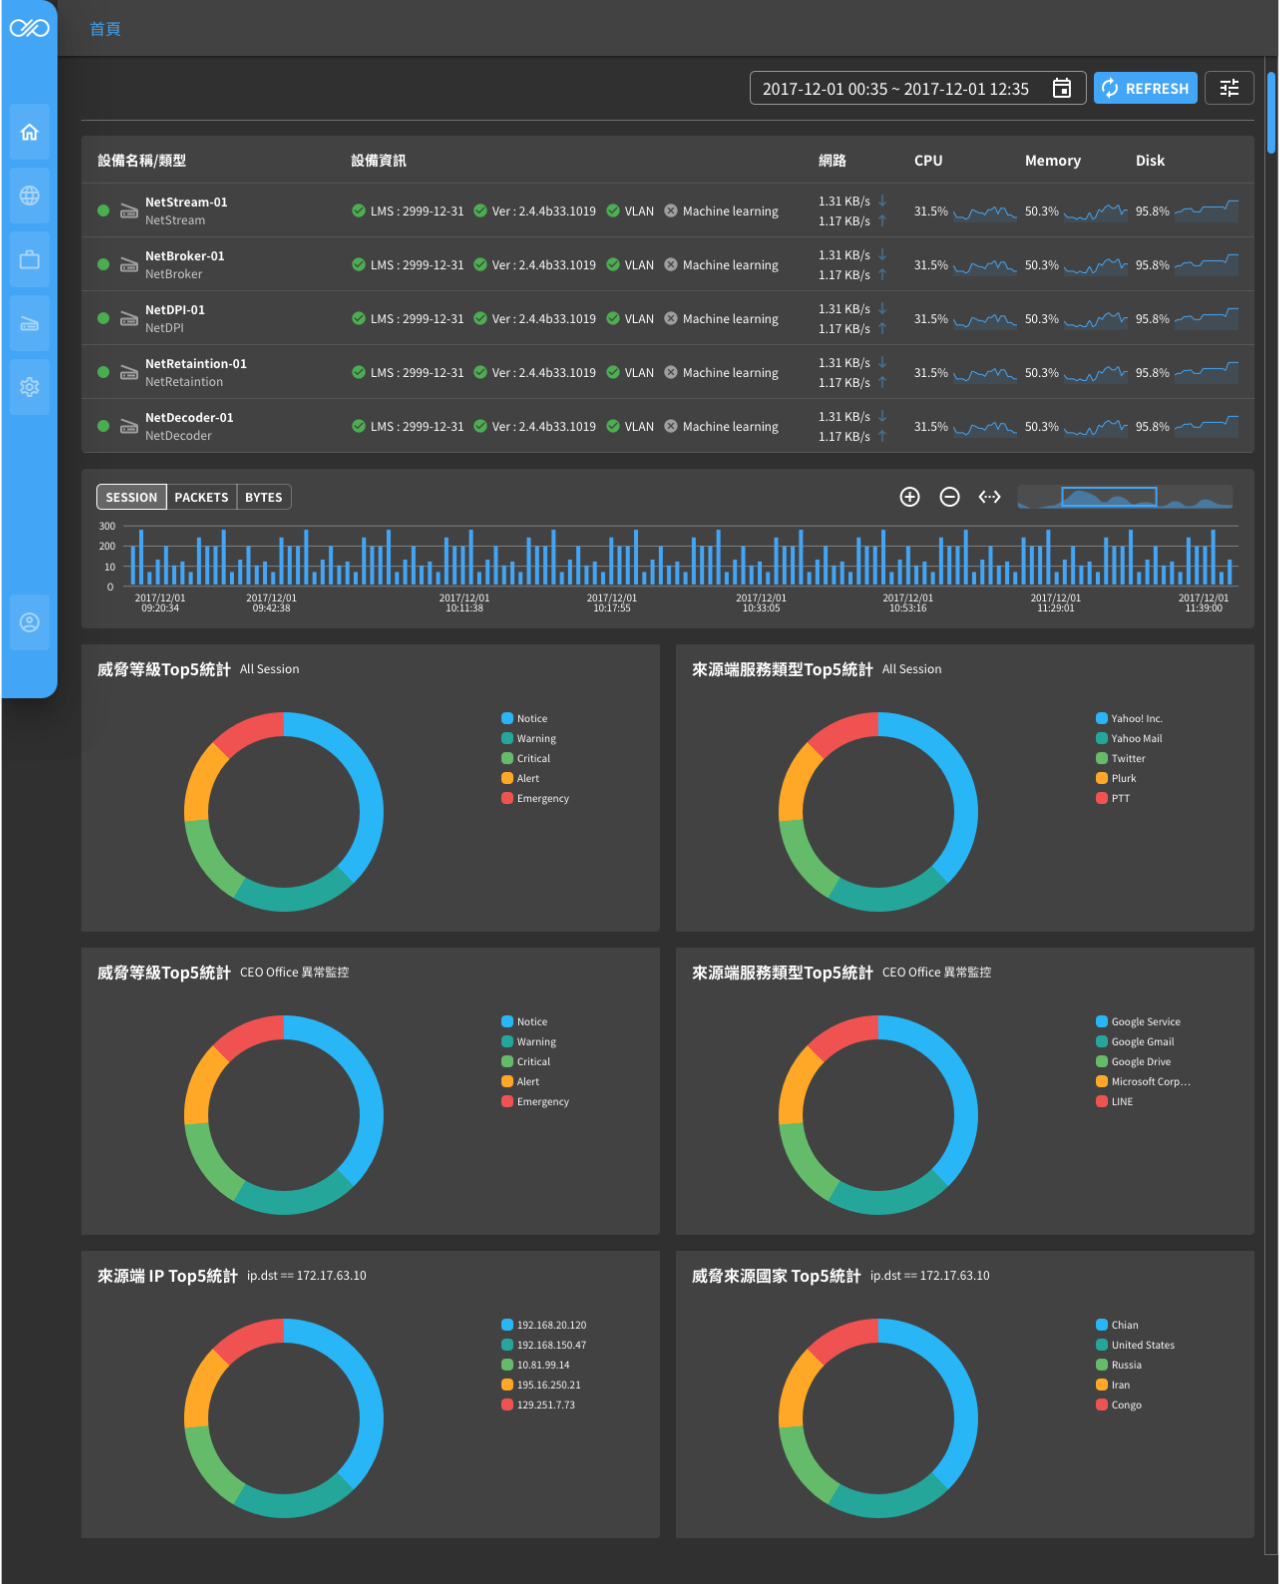 首頁
2017-12-01 00:35 ~ 2017-12-01 12:35
REFRESH
設備名稱/類型 設備資訊 網路 CPU Memory Disk
NetStream-01
NetStream
LMS : 2999-12-31 Ver : 2.4.4b33.1019 VLAN Machine learning
1.31 KB/s ↓
1.17 KB/s ↑
31.5% 50.3% 95.8%
NetBroker-01
NetBroker
LMS : 2999-12-31 Ver : 2.4.4b33.1019 VLAN Machine learning
1.31 KB/s ↓
1.17 KB/s ↑
31.5% 50.3% 95.8%
NetDPI-01
NetDPI
LMS : 2999-12-31 Ver : 2.4.4b33.1019 VLAN Machine learning
1.31 KB/s ↓
1.17 KB/s ↑
31.5% 50.3% 95.8%
NetRetaintion-01
NetRetaintion
LMS : 2999-12-31 Ver : 2.4.4b33.1019 VLAN Machine learning
1.31 KB/s ↓
1.17 KB/s ↑
31.5% 50.3% 95.8%
NetDecoder-01
NetDecoder
LMS : 2999-12-31 Ver : 2.4.4b33.1019 VLAN Machine learning
1.31 KB/s ↓
1.17 KB/s ↑
31.5% 50.3% 95.8%
SESSION PACKETS BYTES
300
200
10
0
2017/12/01 2017/12/01 2017/12/01 2017/12/01 2017/12/01 2017/12/01 2017/12/01 2017/12/01
09:20:34 09:42:38 10:11:38 10:17:55 10:33:05 10:53:16 11:29:01 11:39:00
威脅等級Top5統計 All Session
Notice
Warning
Critical
Alert
Emergency
來源端服務類型Top5統計 All Session
Yahoo! Inc.
Yahoo Mail
Twitter
Plurk
PTT
威脅等級Top5統計 CEO Office 異常監控
Notice
Warning
Critical
Alert
Emergency
來源端服務類型Top5統計 CEO Office 異常監控
Google Service
Google Gmail
Google Drive
Microsoft Corp...
LINE
來源端 IP Top5統計 ip.dst == 172.17.63.10
192.168.20.120
192.168.150.47
10.81.99.14
195.16.250.21
129.251.7.73
威脅來源國家 Top5統計 ip.dst == 172.17.63.10
Chian
United States
Russia
Iran
Congo